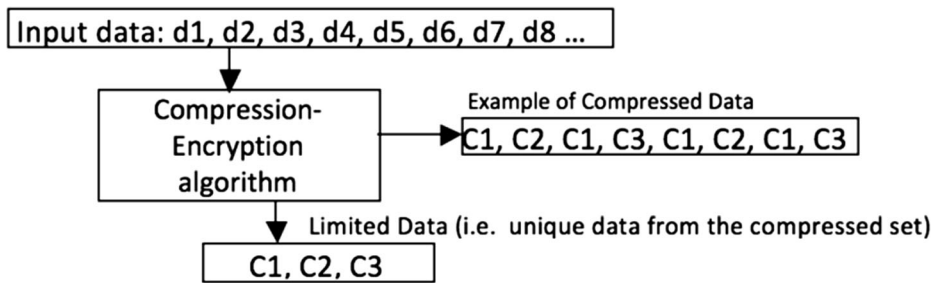 Input data: d1, d2, d3, d4, d5, d6, d7, d8 ...
Compression-
Encryption
algorithm
Example of Compressed Data
C1, C2, C1, C3, C1, C2, C1, C3
Limited Data (i.e. unique data from the compressed set)
C1, C2, C3